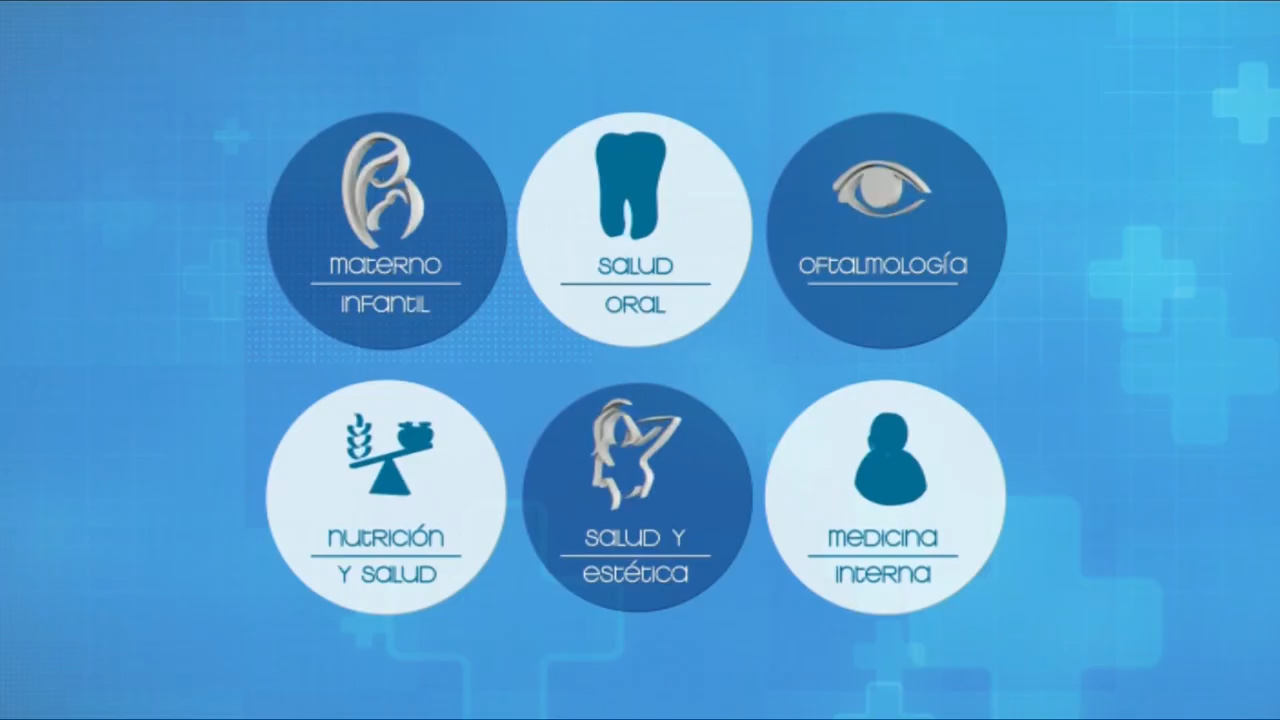 materno
infantil
salud
oral
oftalmología
nutrición
y salud
salud y
estética
medicina
interna